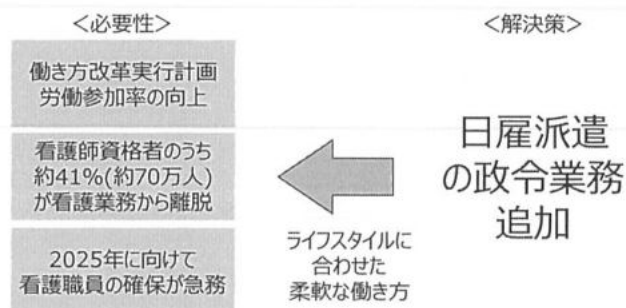 ＜必要性＞
働き方改革実行計画
労働参加率の向上
看護師資格者のうち
約41%(約70万人)
が看護業務から離脱
2025年に向けて
看護職員の確保が急務
ライフスタイルに
合わせた
柔軟な働き方
＜解決策＞
日雇派遣
の政令業務
追加